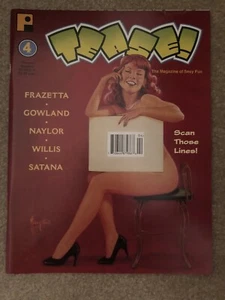 4
TEASE!
The Magazine of Sexy Fun
FRAZETTA
GOWLAND
NAYLOR
WILLIS
SATANA
Scan
Those
Lines!